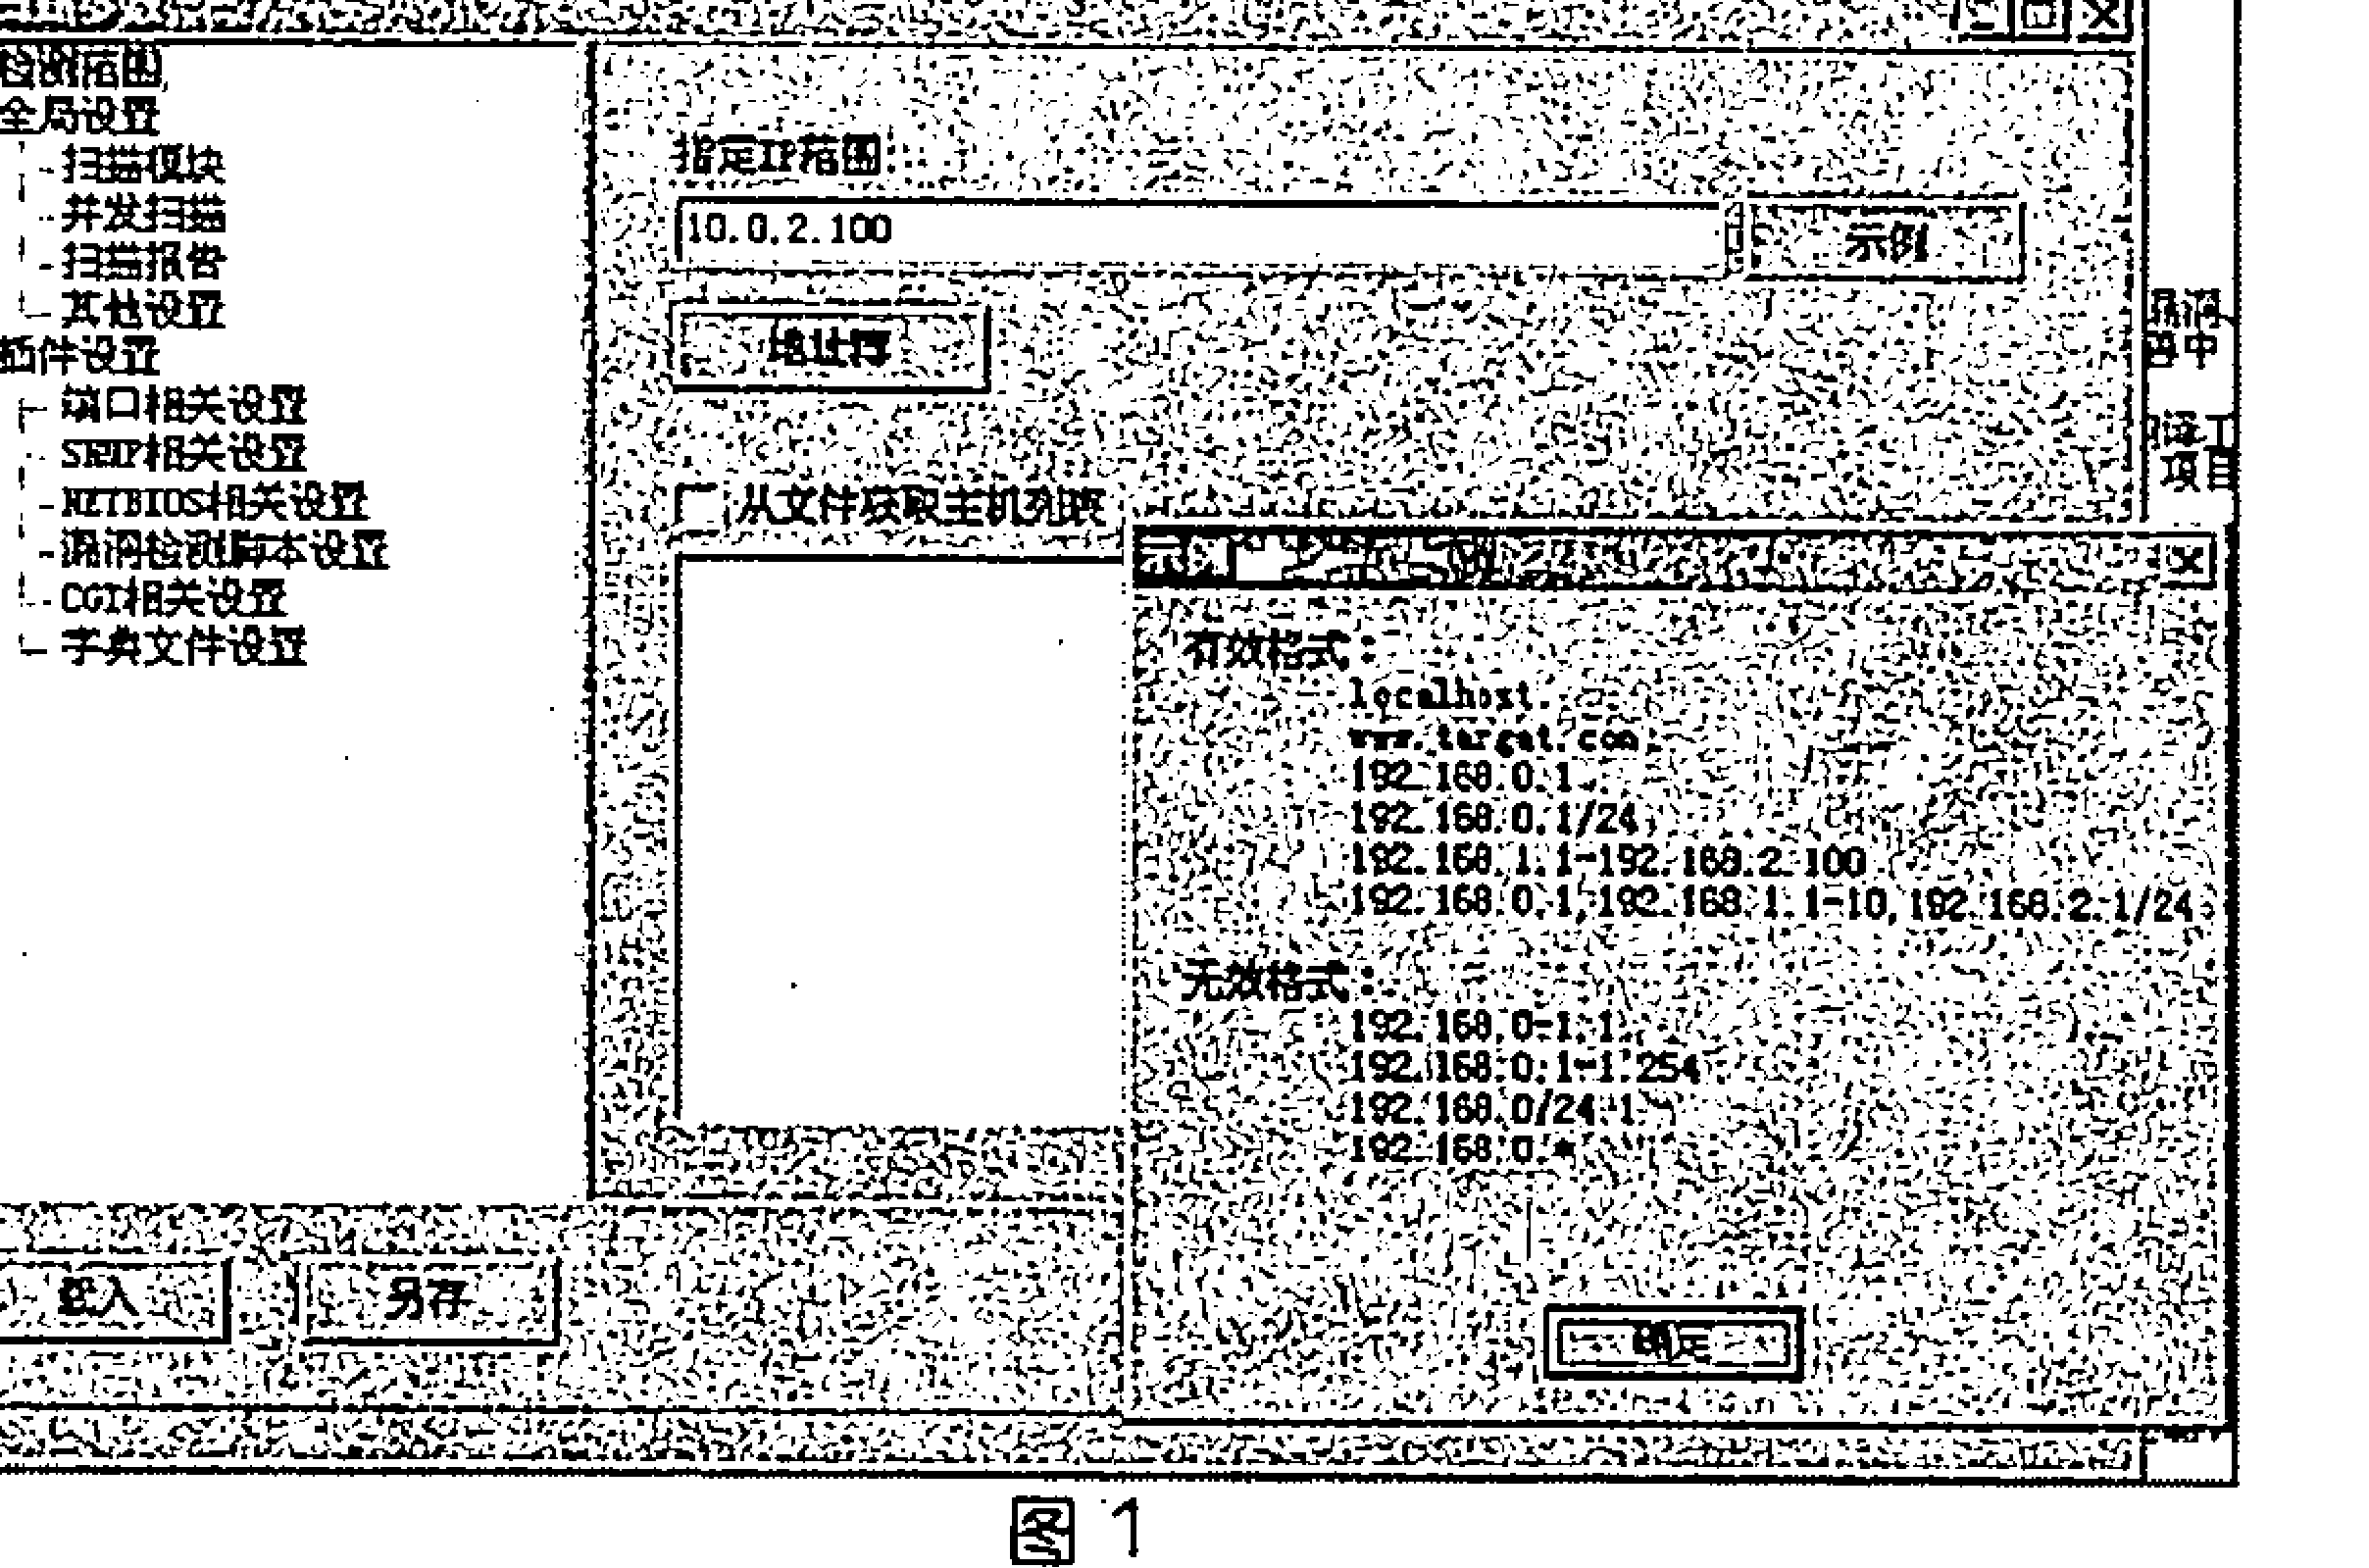 检测范围
全局设置
扫描模块
并发扫描
扫描报告
其他设置
插件设置
端口相关设置
SNMP相关设置
NETBIOS相关设置
漏洞检测脚本设置
CGI相关设置
字典文件设置
载入
另存
指定IP范围:
10.0.2.100
示例
地址簿
从文件获取主机列表
漏洞
中
项目
示例
有效格式:
localhost
www.target.com
192.168.0.1
192.168.0.1/24
192.168.1.1-192.168.2.100
192.168.0.1,192.168.1.1-10,192.168.2.1/24
无效格式:
192.168.0-1.1
192.168.0.1-1.254
192.168.0/24.1
192.168.0.*
确定
图 1